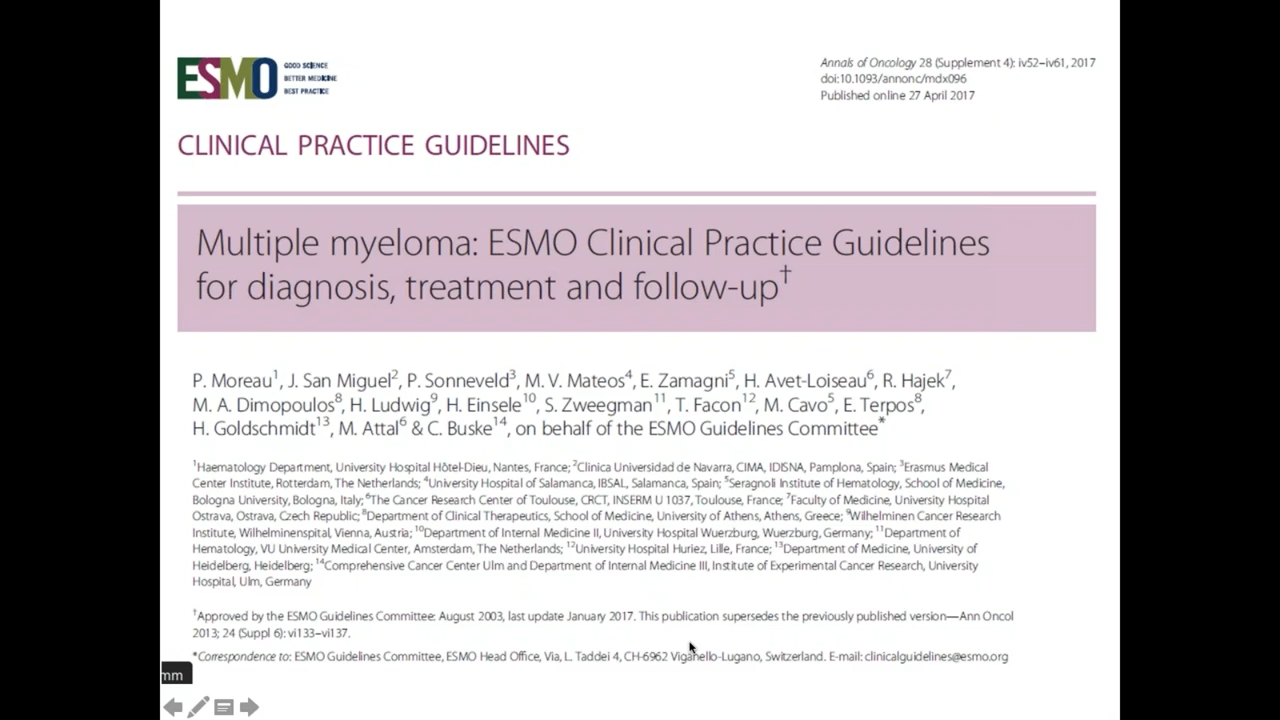 ESMO
GOOD SCIENCE
BETTER MEDICINE
BEST PRACTICE
Annals of Oncology 28 (Supplement 4): iv52–iv61, 2017
doi:10.1093/annonc/mdx096
Published online 27 April 2017
CLINICAL PRACTICE GUIDELINES
Multiple myeloma: ESMO Clinical Practice Guidelines
for diagnosis, treatment and follow-up†
P. Moreau1, J. San Miguel2, P. Sonneveld3, M. V. Mateos4, E. Zamagni5, H. Avet-Loiseau6, R. Hajek7,
M. A. Dimopoulos8, H. Ludwig9, H. Einsele10, S. Zweegman11, T. Facon12, M. Cavo5, E. Terpos8,
H. Goldschmidt13, M. Attal6 & C. Buske14, on behalf of the ESMO Guidelines Committee*
1Haematology Department, University Hospital Hôtel-Dieu, Nantes, France; 2Clinica Universidad de Navarra, CIMA, IDISNA, Pamplona, Spain; 3Erasmus Medical
Center Institute, Rotterdam, The Netherlands; 4University Hospital of Salamanca, IBSAL, Salamanca, Spain; 5Seragnoli Institute of Hematology, School of Medicine,
Bologna University, Bologna, Italy; 6The Cancer Research Center of Toulouse, CRCT, INSERM U 1037, Toulouse, France; 7Faculty of Medicine, University Hospital
Ostrava, Ostrava, Czech Republic; 8Department of Clinical Therapeutics, School of Medicine, University of Athens, Athens, Greece; 9Wilhelminen Cancer Research
Institute, Wilhelminenspital, Vienna, Austria; 10Department of Internal Medicine II, University Hospital Wuerzburg, Wuerzburg, Germany; 11Department of
Hematology, VU University Medical Center, Amsterdam, The Netherlands; 12University Hospital Huriez, Lille, France; 13Department of Medicine, University of
Heidelberg, Heidelberg; 14Comprehensive Cancer Center Ulm and Department of Internal Medicine III, Institute of Experimental Cancer Research, University
Hospital, Ulm, Germany
†Approved by the ESMO Guidelines Committee: August 2003, last update January 2017. This publication supersedes the previously published version—Ann Oncol
2013; 24 (Suppl 6): vi133–vi137.
*Correspondence to: ESMO Guidelines Committee, ESMO Head Office, Via, L. Taddei 4, CH-6962 Viganello-Lugano, Switzerland. E-mail: clinicalguidelines@esmo.org
mm